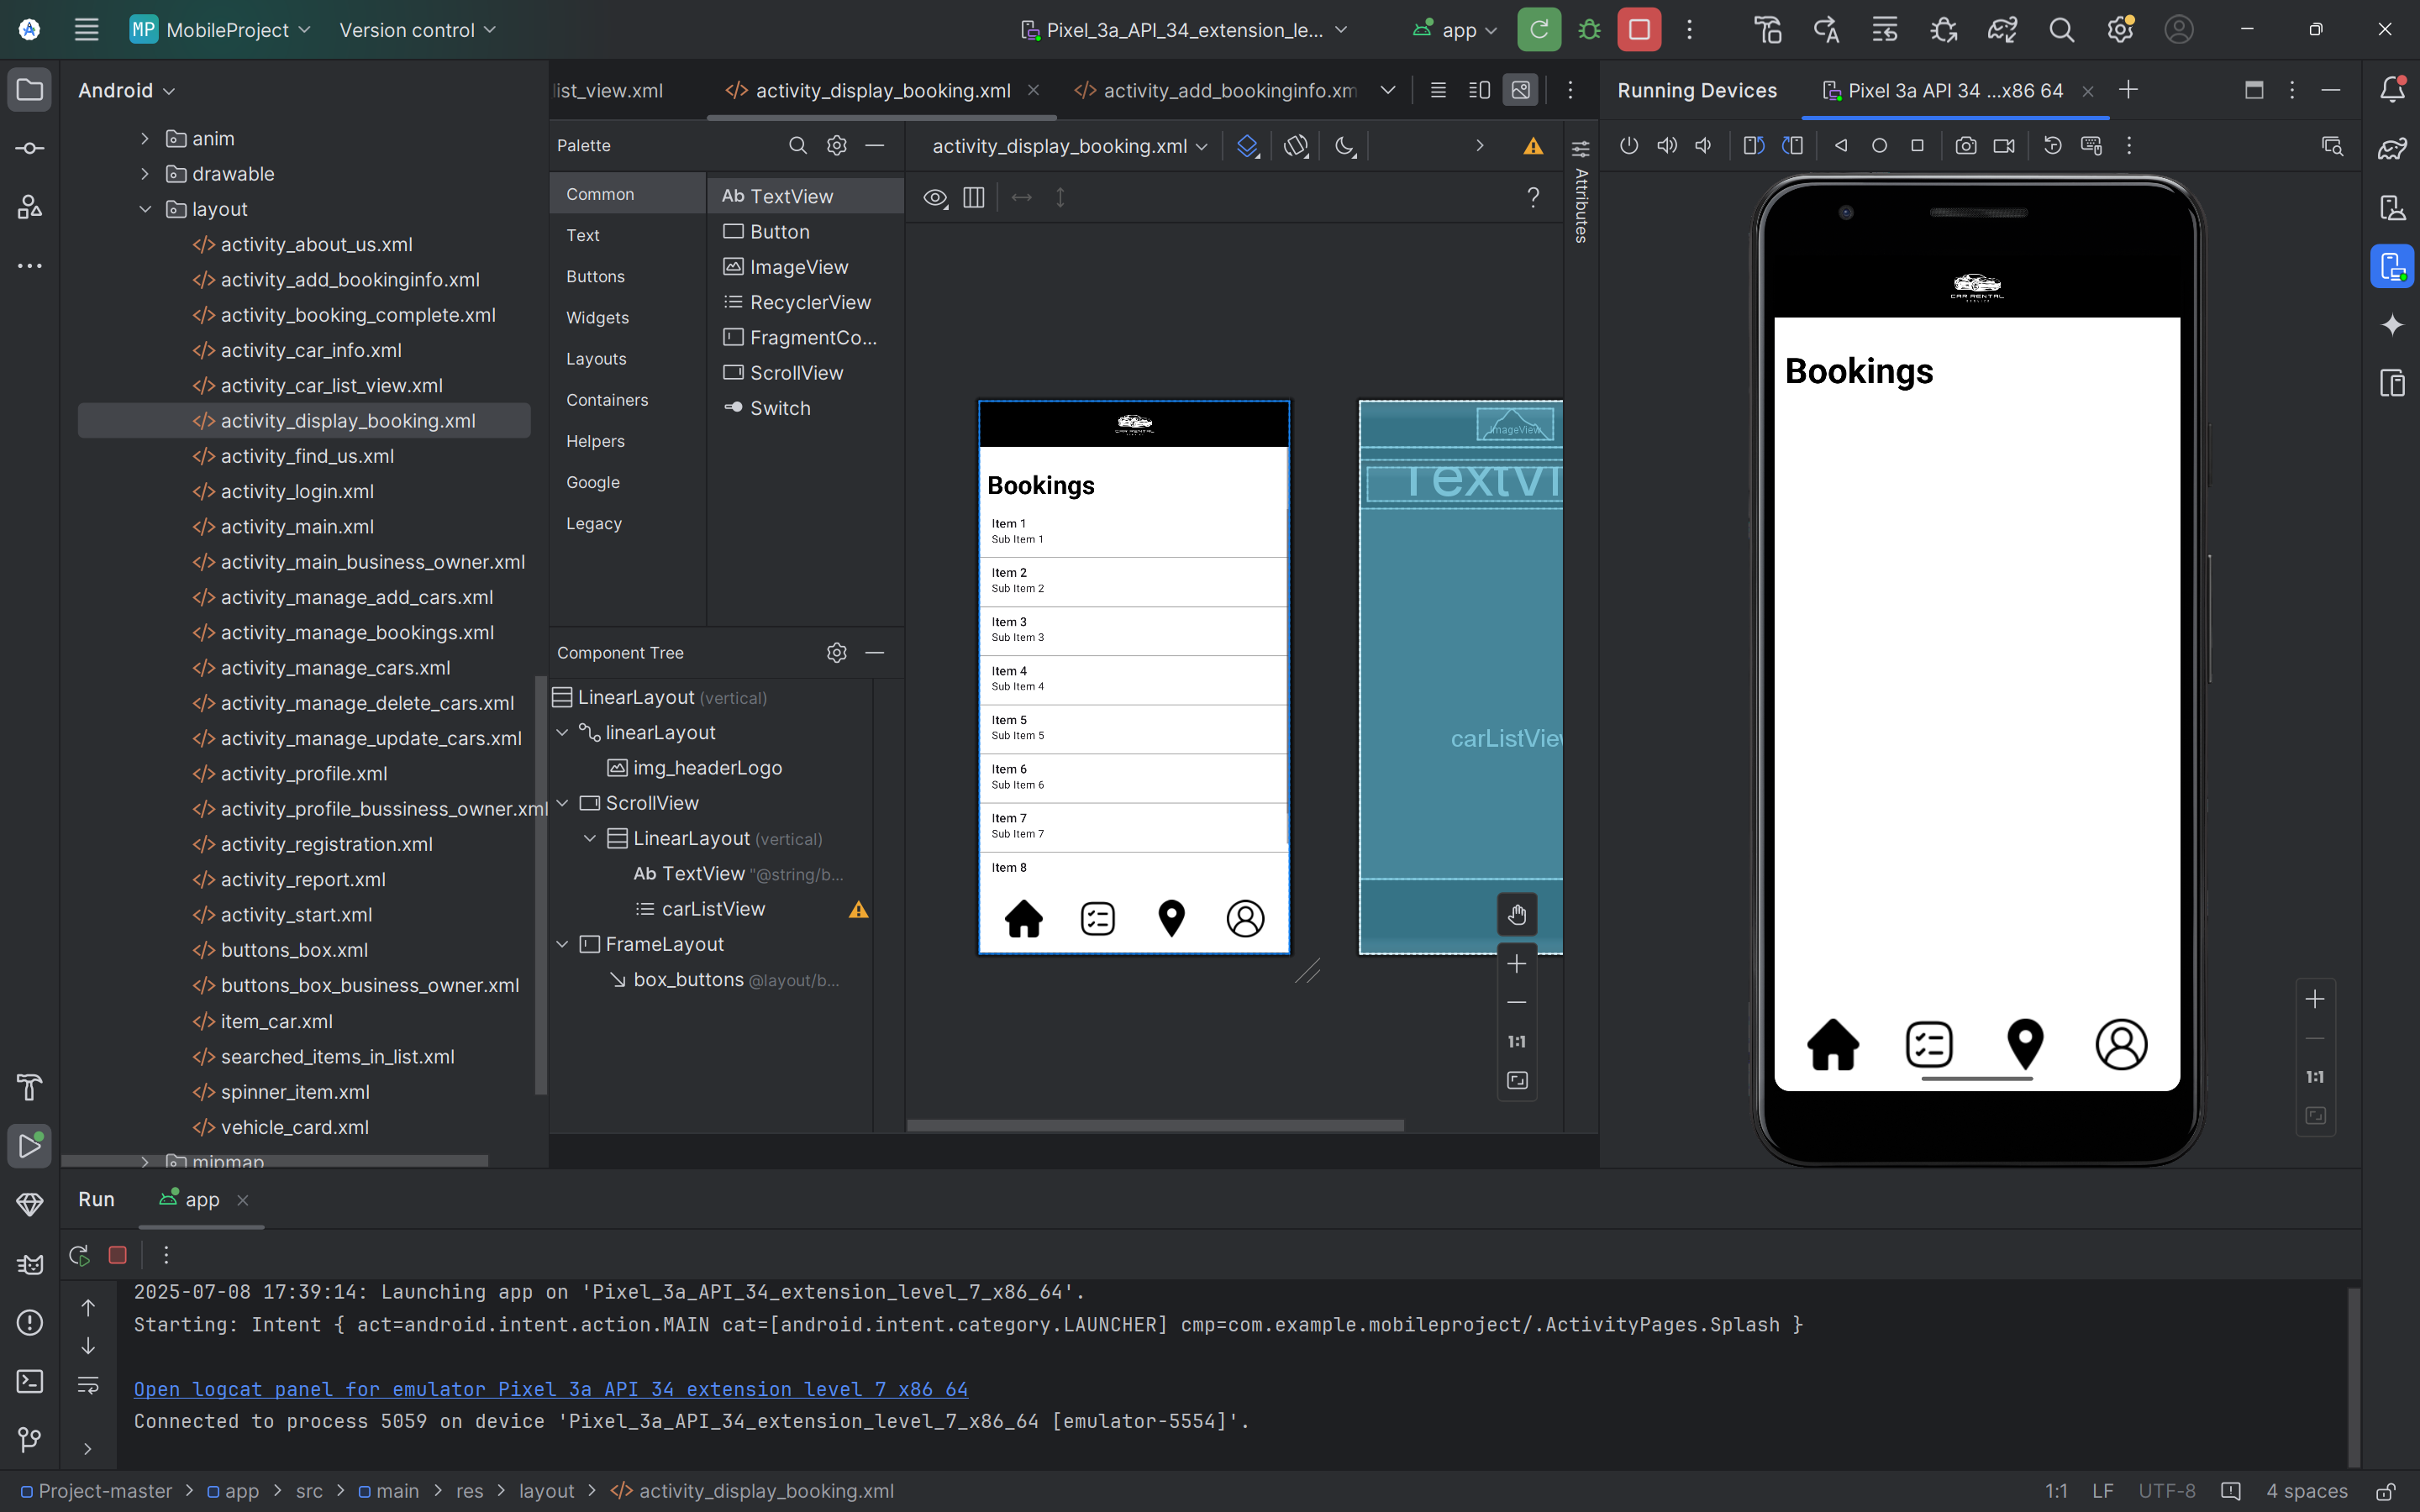 MP MobileProject
Version control
Pixel_3a_API_34_extension_le...
app
Android
anim
drawable
layout
activity_about_us.xml
activity_add_bookinginfo.xml
activity_booking_complete.xml
activity_car_info.xml
activity_car_list_view.xml
activity_display_booking.xml
activity_find_us.xml
activity_login.xml
activity_main.xml
activity_main_business_owner.xml
activity_manage_add_cars.xml
activity_manage_bookings.xml
activity_manage_cars.xml
activity_manage_delete_cars.xml
activity_manage_update_cars.xml
activity_profile.xml
activity_profile_bussiness_owner.xml
activity_registration.xml
activity_report.xml
activity_start.xml
buttons_box.xml
buttons_box_business_owner.xml
item_car.xml
searched_items_in_list.xml
spinner_item.xml
vehicle_card.xml
mipmap
ist_view.xml
activity_display_booking.xml
activity_add_bookinginfo.xm
Palette
Common
Text
Buttons
Widgets
Layouts
Containers
Helpers
Google
Legacy
Ab TextView
Button
ImageView
RecyclerView
FragmentCo...
ScrollView
Switch
Component Tree
LinearLayout (vertical)
linearLayout
img_headerLogo
ScrollView
LinearLayout (vertical)
Ab TextView "@string/b...
carListView
FrameLayout
box_buttons @layout/b...
activity_display_booking.xml
?
CAR RENTAL
Bookings
Item 1
Sub Item 1
Item 2
Sub Item 2
Item 3
Sub Item 3
Item 4
Sub Item 4
Item 5
Sub Item 5
Item 6
Sub Item 6
Item 7
Sub Item 7
Item 8
ImageView
TextVi
carListView
1:1
Attributes
Running Devices
Pixel 3a API 34 ...x86 64
CAR RENTAL
Bookings
1:1
Run
app
2025-07-08 17:39:14: Launching app on 'Pixel_3a_API_34_extension_level_7_x86_64'.
Starting: Intent { act=android.intent.action.MAIN cat=[android.intent.category.LAUNCHER] cmp=com.example.mobileproject/.ActivityPages.Splash }
Open logcat panel for emulator Pixel 3a API 34 extension level 7 x86 64
Connected to process 5059 on device 'Pixel_3a_API_34_extension_level_7_x86_64 [emulator-5554]'.
Project-master > app > src > main > res > layout > activity_display_booking.xml
1:1
LF
UTF-8
4 spaces